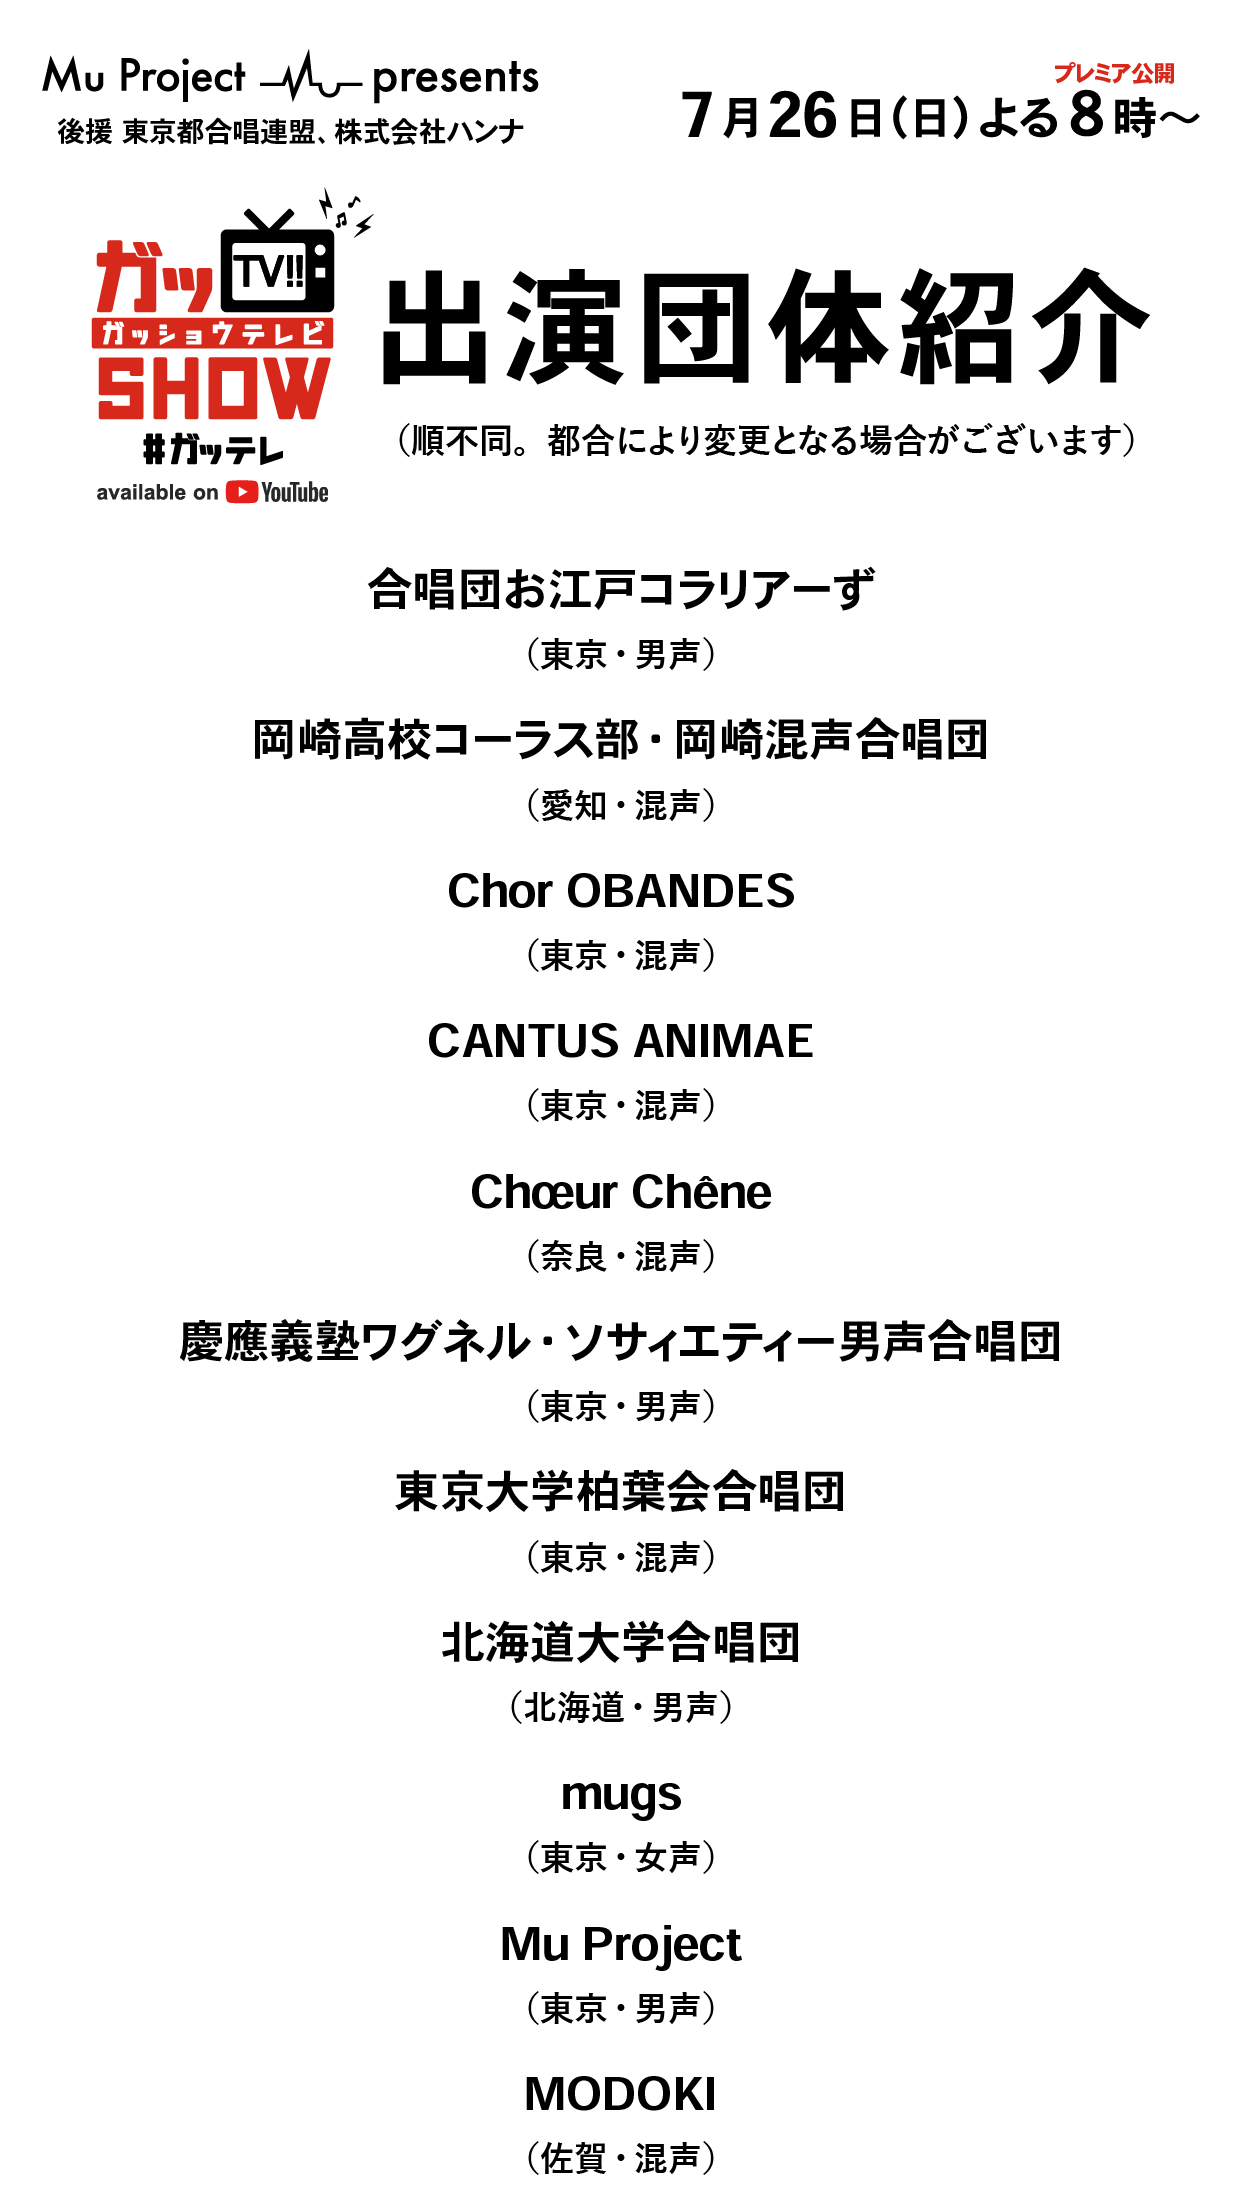 Mu Project presents
後援 東京都合唱連盟、株式会社ハンナ
プレミア公開
7月26日(日)よる8時〜
ガッ TV!!
ガッショウテレビ
SHOW
#ガッテレ
available on YouTube
出演団体紹介
（順不同。都合により変更となる場合がございます）
合唱団お江戸コラリアーず
（東京・男声）
岡崎高校コーラス部・岡崎混声合唱団
（愛知・混声）
Chor OBANDES
（東京・混声）
CANTUS ANIMAE
（東京・混声）
Chœur Chêne
（奈良・混声）
慶應義塾ワグネル・ソサィエティー男声合唱団
（東京・男声）
東京大学柏葉会合唱団
（東京・混声）
北海道大学合唱団
（北海道・男声）
mugs
（東京・女声）
Mu Project
（東京・男声）
MODOKI
（佐賀・混声）